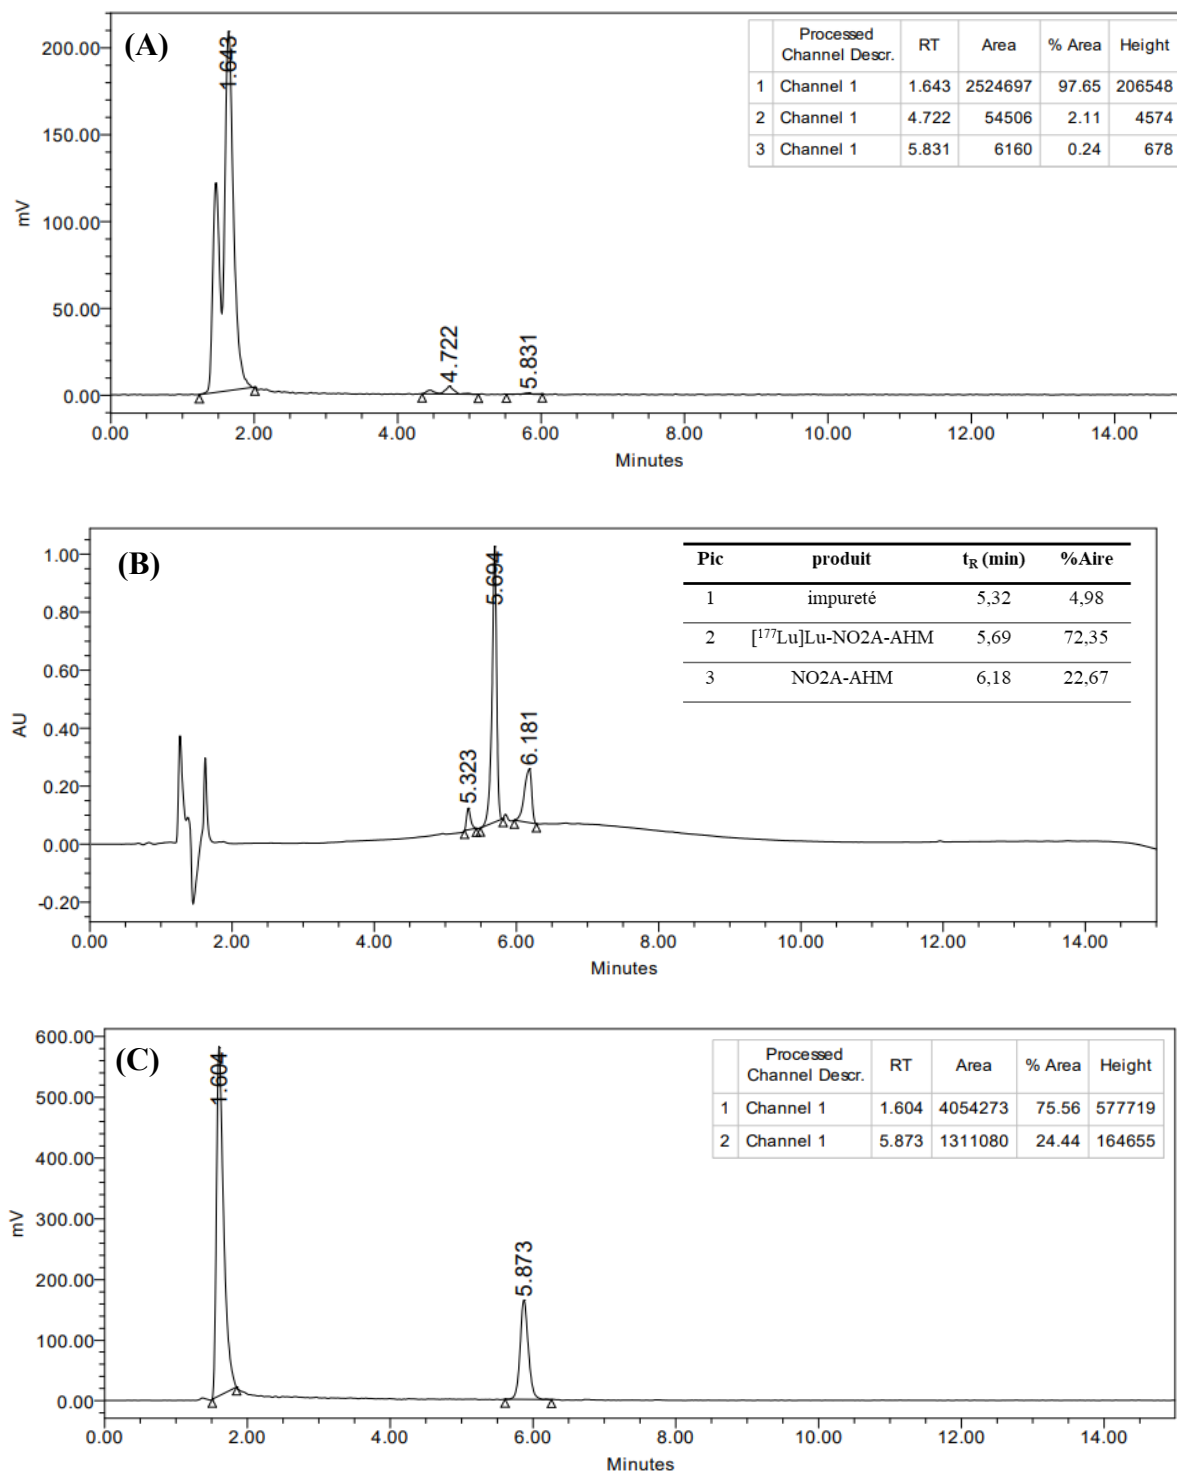 (A)
Processed Channel Descr. RT Area % Area Height
1 Channel 1 1.643 2524697 97.65 206548
2 Channel 1 4.722 54506 2.11 4574
3 Channel 1 5.831 6160 0.24 678
200.00
150.00
100.00
50.00
0.00
mV
1.643
4.722
5.831
0.00 2.00 4.00 6.00 8.00 10.00 12.00 14.00
Minutes
(B)
Pic produit tR (min) %Aire
1 impureté 5,32 4,98
2 [177Lu]Lu-NO2A-AHM 5,69 72,35
3 NO2A-AHM 6,18 22,67
1.00
0.80
0.60
0.40
0.20
0.00
-0.20
AU
5.323
5.694
6.181
0.00 2.00 4.00 6.00 8.00 10.00 12.00 14.00
Minutes
(C)
Processed Channel Descr. RT Area % Area Height
1 Channel 1 1.604 4054273 75.56 577719
2 Channel 1 5.873 1311080 24.44 164655
600.00
500.00
400.00
300.00
200.00
100.00
0.00
mV
1.604
5.873
0.00 2.00 4.00 6.00 8.00 10.00 12.00 14.00
Minutes